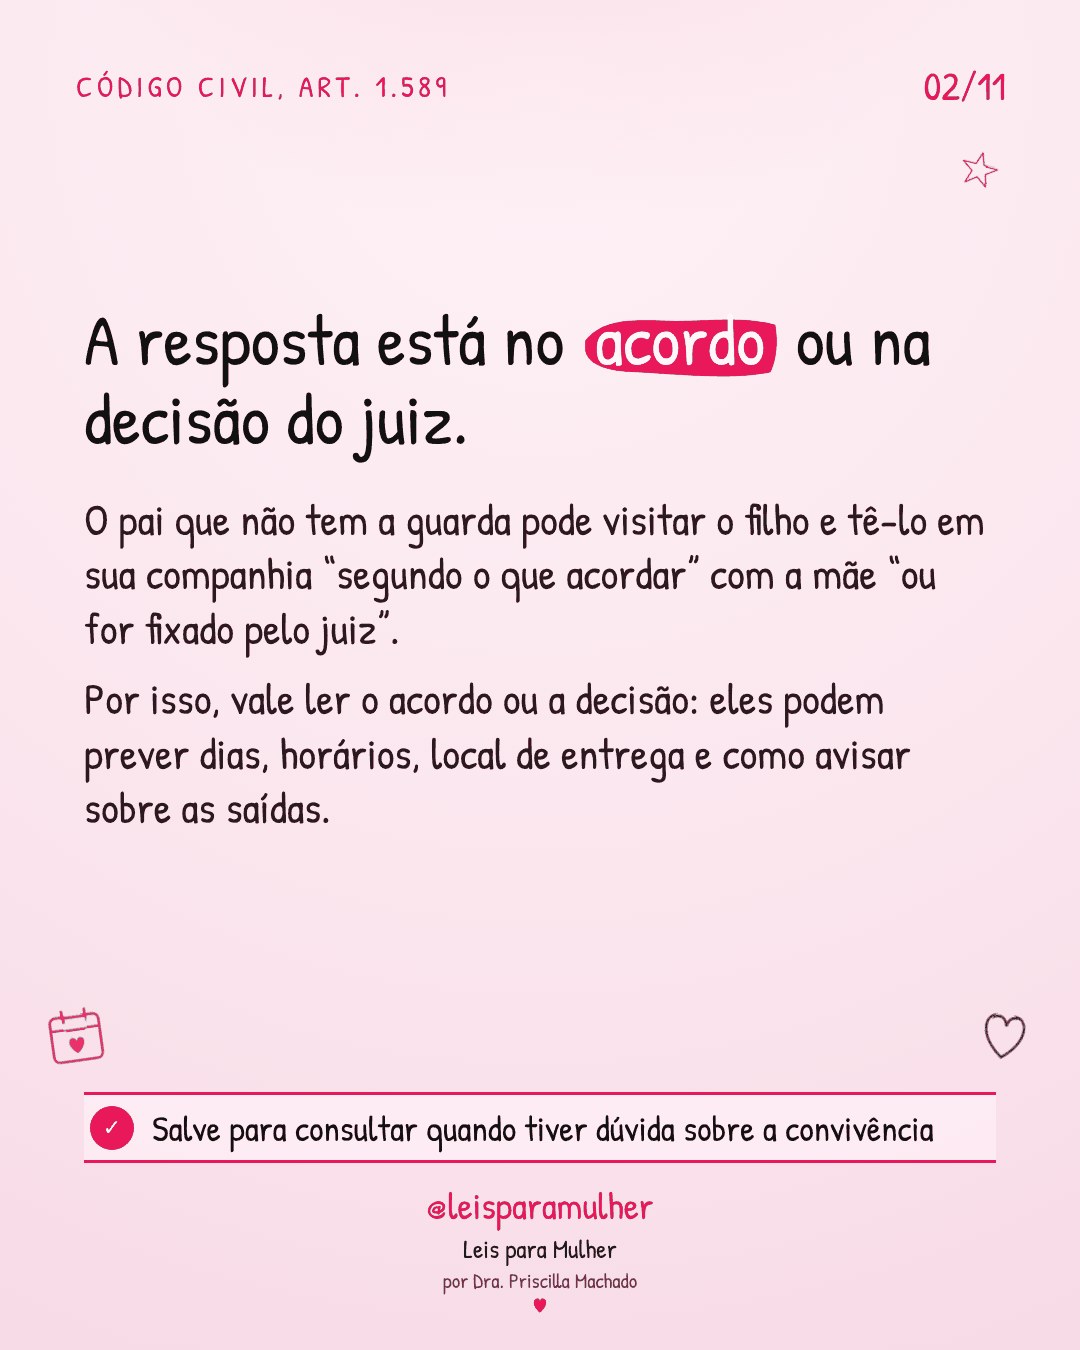 CÓDIGO CIVIL, ART. 1.589
02/11
A resposta está no acordo ou na
decisão do juiz.
O pai que não tem a guarda pode visitar o filho e tê-lo em
sua companhia “segundo o que acordar” com a mãe “ou
for fixado pelo juiz”.
Por isso, vale ler o acordo ou a decisão: eles podem
prever dias, horários, local de entrega e como avisar
sobre as saídas.
✓ Salve para consultar quando tiver dúvida sobre a convivência
@leisparamulher
Leis para Mulher
por Dra. Priscilla Machado